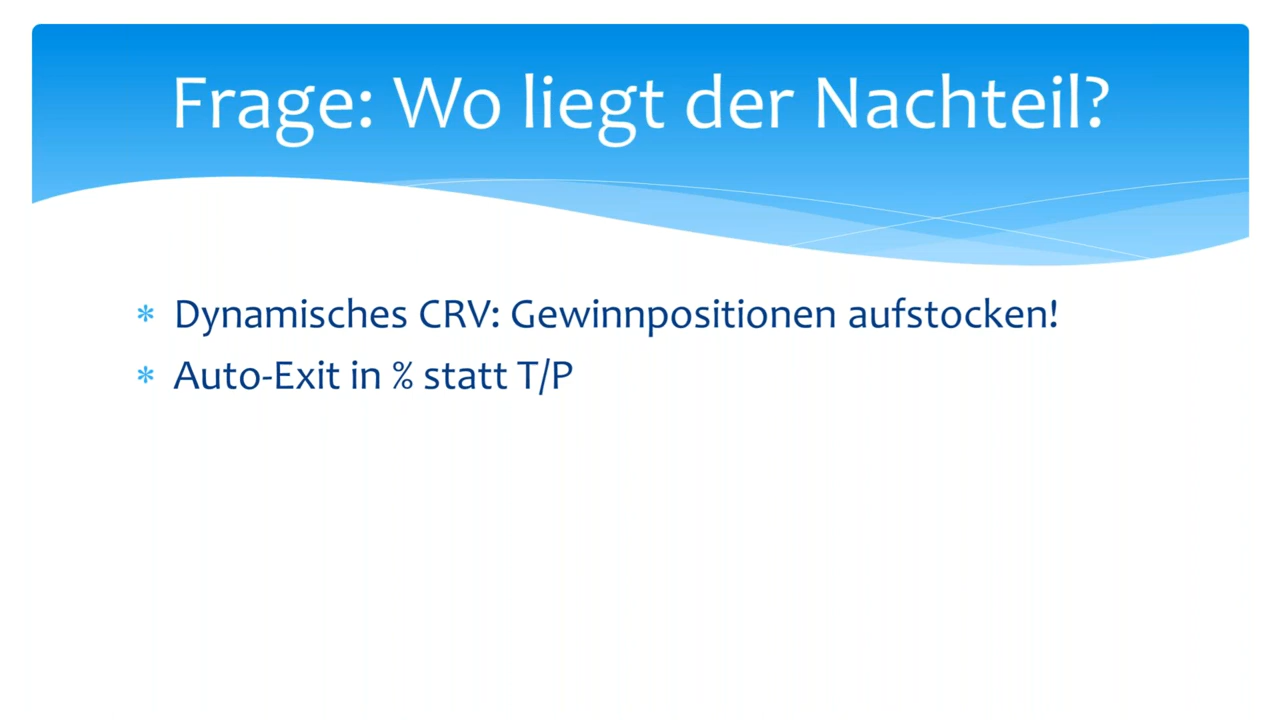 Frage: Wo liegt der Nachteil?
* Dynamisches CRV: Gewinnpositionen aufstocken!
* Auto-Exit in % statt T/P